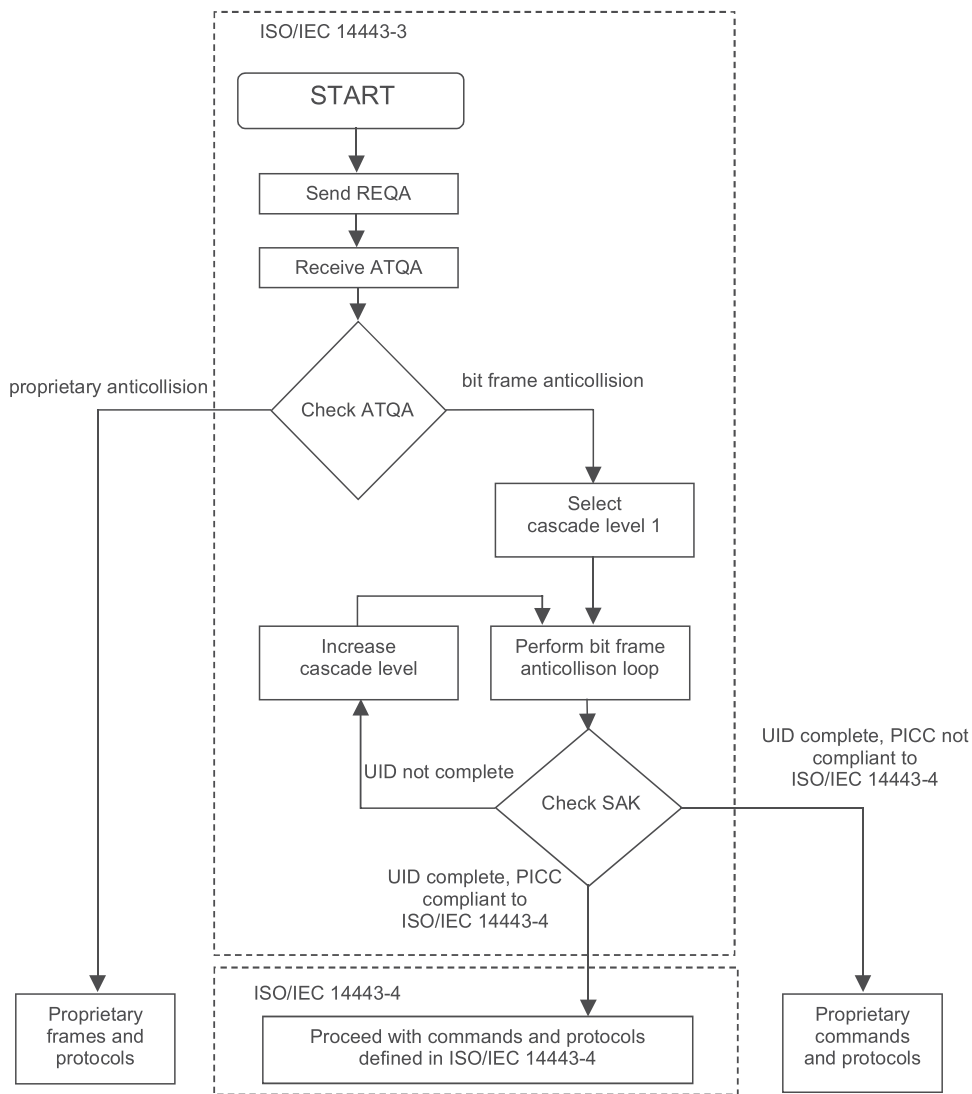 ISO/IEC 14443-3
START
Send REQA
Receive ATQA
proprietary anticollision
bit frame anticollision
Check ATQA
Select
cascade level 1
Increase
cascade level
Perform bit frame
anticollison loop
UID not complete
Check SAK
UID complete, PICC not
compliant to
ISO/IEC 14443-4
UID complete, PICC
compliant to
ISO/IEC 14443-4
ISO/IEC 14443-4
Proprietary
frames and
protocols
Proceed with commands and protocols
defined in ISO/IEC 14443-4
Proprietary
commands
and protocols